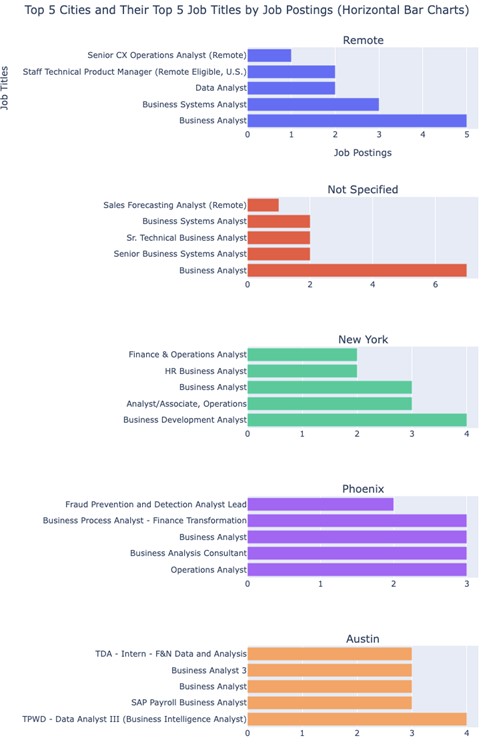 Top 5 Cities and Their Top 5 Job Titles by Job Postings (Horizontal Bar Charts)
Job Titles
Remote
Senior CX Operations Analyst (Remote)
Staff Technical Product Manager (Remote Eligible, U.S.)
Data Analyst
Business Systems Analyst
Business Analyst
0 1 2 3 4 5
Job Postings
Not Specified
Sales Forecasting Analyst (Remote)
Business Systems Analyst
Sr. Technical Business Analyst
Senior Business Systems Analyst
Business Analyst
0 2 4 6
New York
Finance & Operations Analyst
HR Business Analyst
Business Analyst
Analyst/Associate, Operations
Business Development Analyst
0 1 2 3 4
Phoenix
Fraud Prevention and Detection Analyst Lead
Business Process Analyst - Finance Transformation
Business Analyst
Business Analysis Consultant
Operations Analyst
0 1 2 3
Austin
TDA - Intern - F&N Data and Analysis
Business Analyst 3
Business Analyst
SAP Payroll Business Analyst
TPWD - Data Analyst III (Business Intelligence Analyst)
0 1 2 3 4